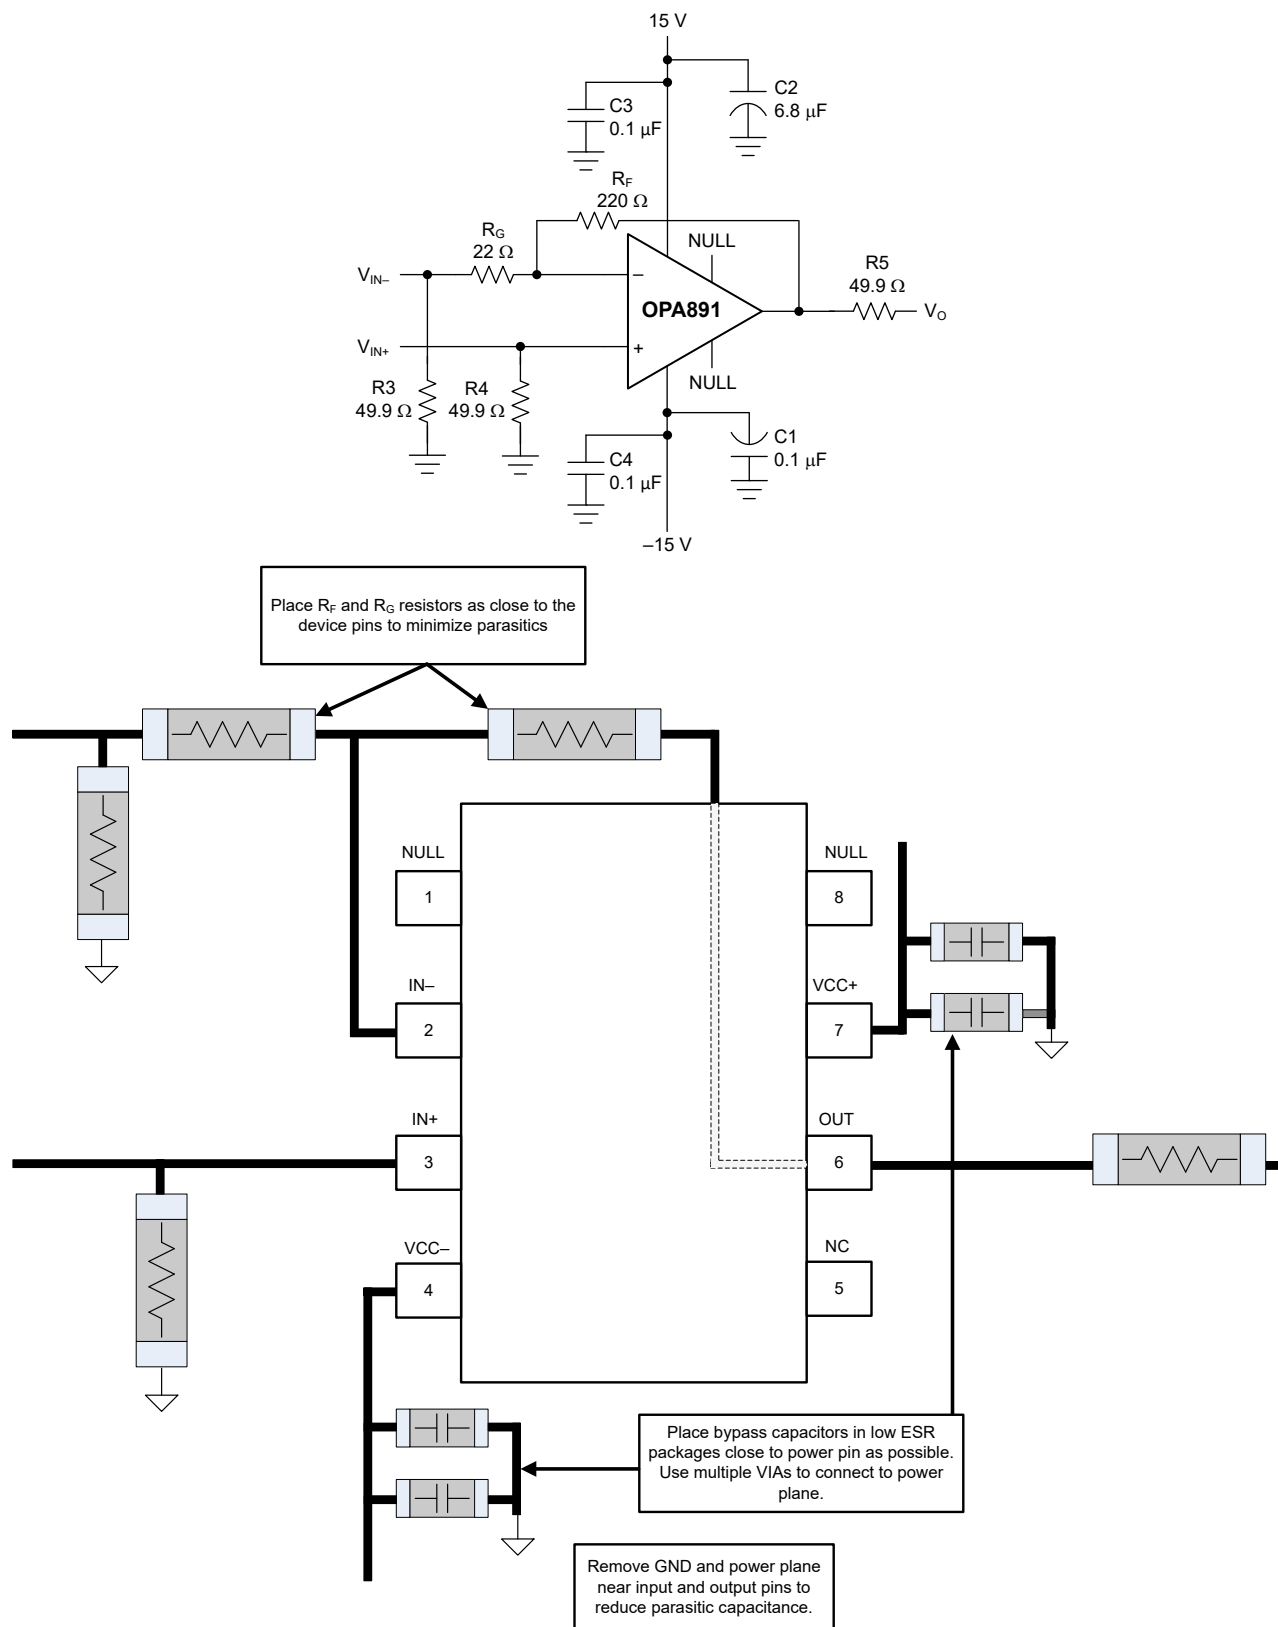 15 V
C3
0.1 µF
C2
6.8 µF
RF
220 Ω
RG
22 Ω
NULL
VIN–
–
OPA891
R5
49.9 Ω
VO
VIN+
+
NULL
R3
49.9 Ω
R4
49.9 Ω
C4
0.1 µF
C1
0.1 µF
–15 V
Place RF and RG resistors as close to the
device pins to minimize parasitics
NULL
1
NULL
8
IN–
2
VCC+
7
IN+
3
OUT
6
VCC–
4
NC
5
Place bypass capacitors in low ESR
packages close to power pin as possible.
Use multiple VIAs to connect to power
plane.
Remove GND and power plane
near input and output pins to
reduce parasitic capacitance.